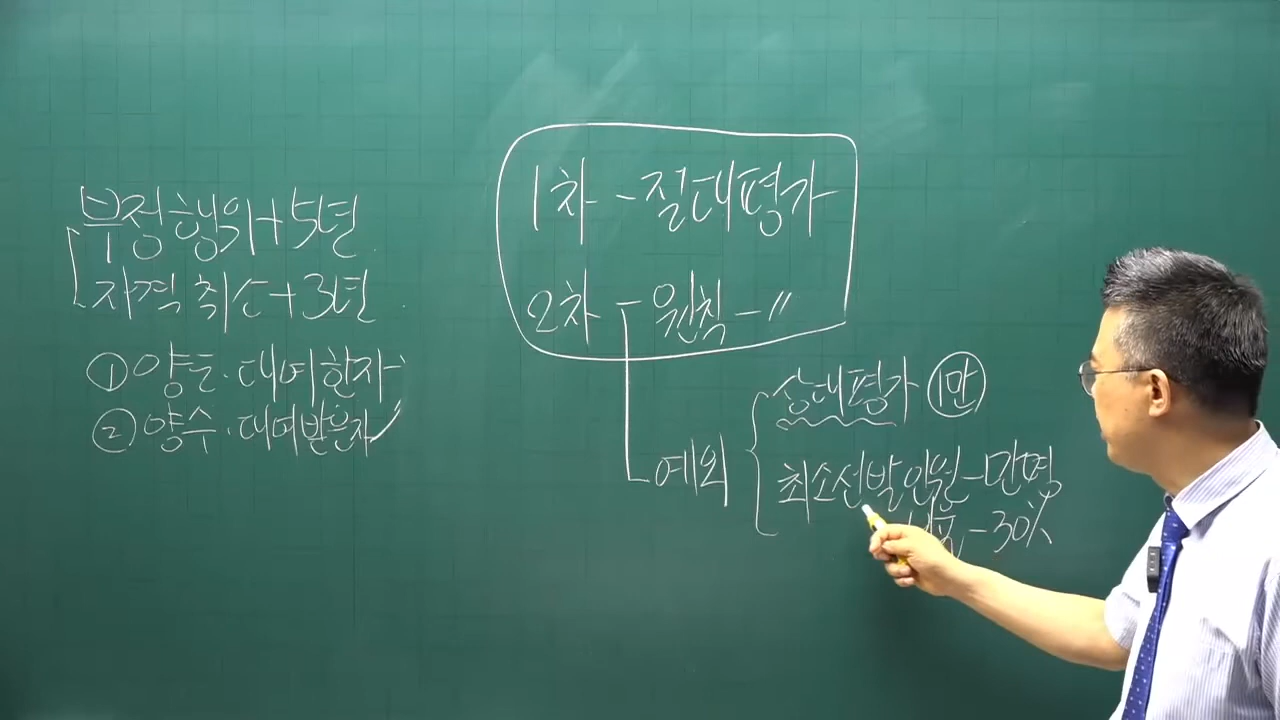 부정행위+5년
자격취소+3년
① 양도·대여한자
② 양수·대여받은자
1차 - 절대평가
2차 - 원칙 - 〃
예외
상대평가 1만
최소선발인원-만명
-30%